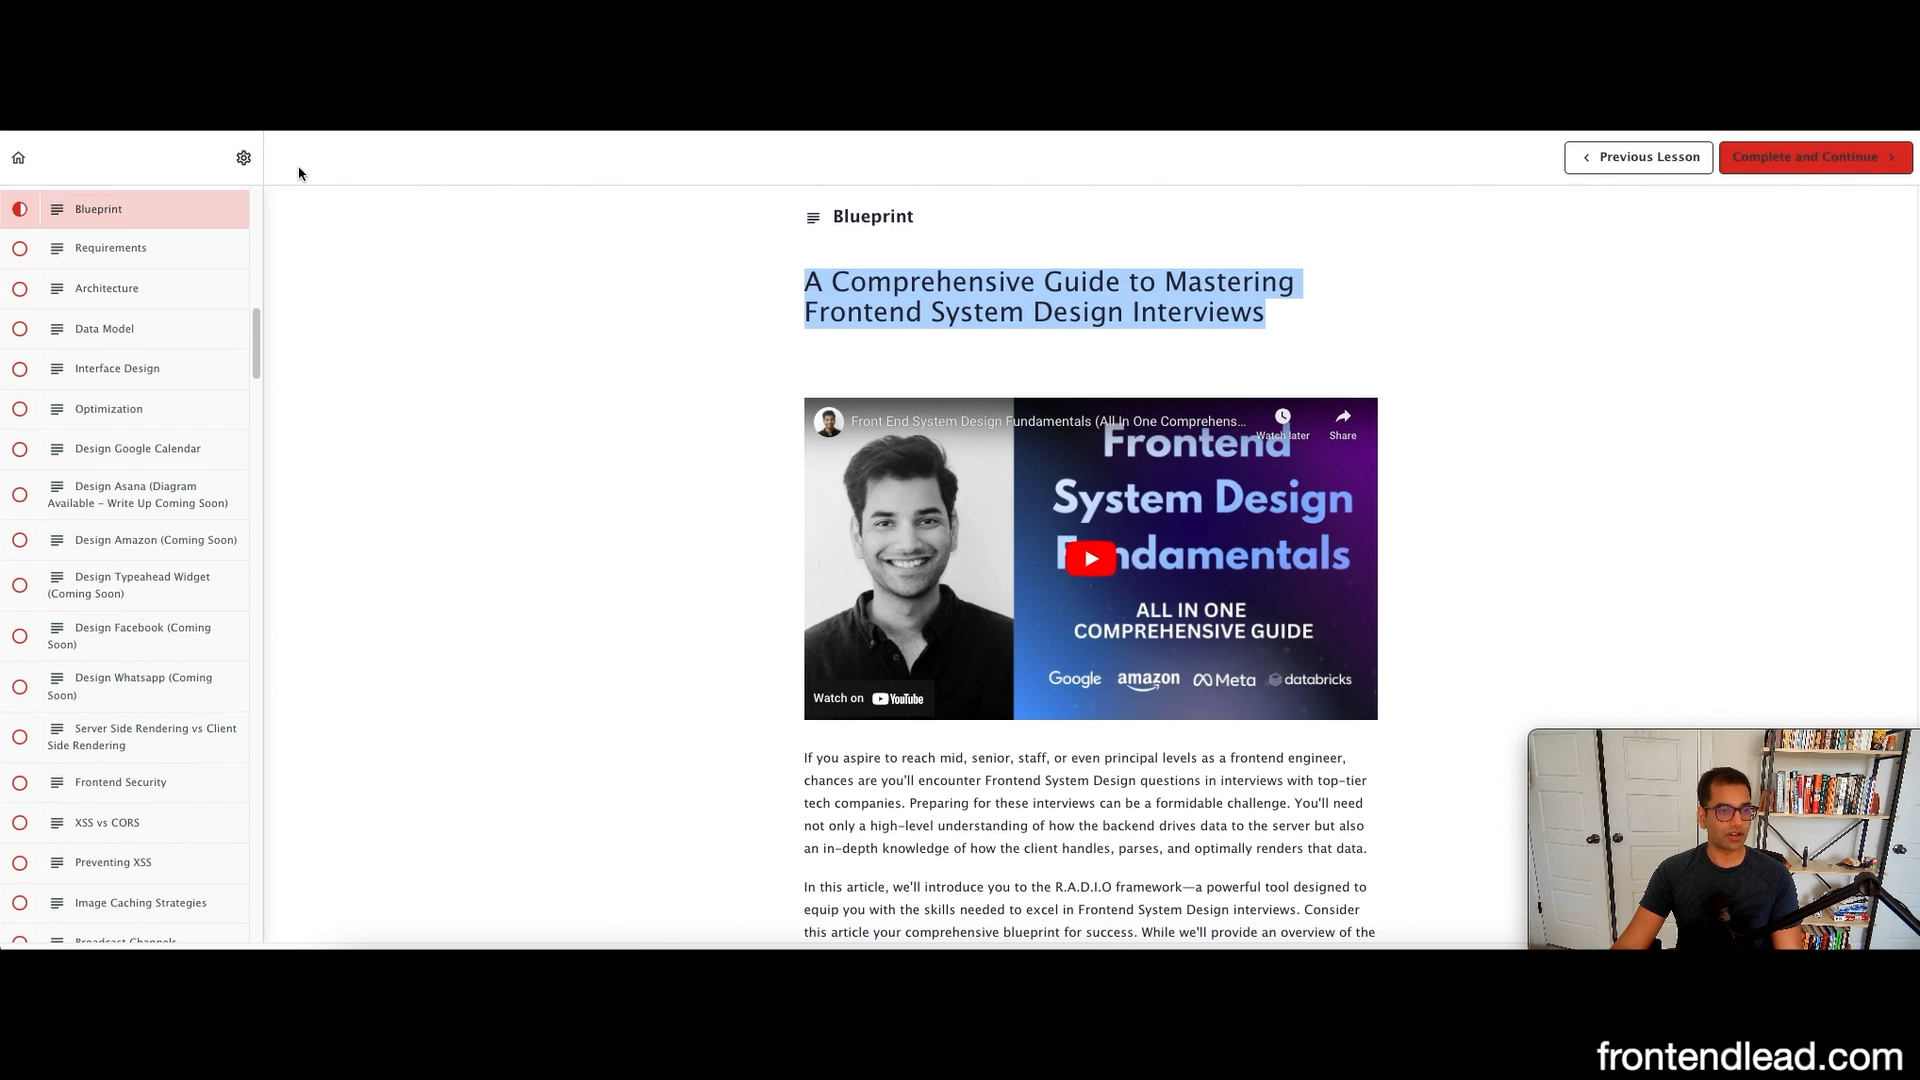 Previous Lesson
Complete and Continue
Blueprint
Requirements
Architecture
Data Model
Interface Design
Optimization
Design Google Calendar
Design Asana (Diagram
Available - Write Up Coming Soon)
Design Amazon (Coming Soon)
Design Typeahead Widget
(Coming Soon)
Design Facebook (Coming
Soon)
Design Whatsapp (Coming
Soon)
Server Side Rendering vs Client
Side Rendering
Frontend Security
XSS vs CORS
Preventing XSS
Image Caching Strategies
Broadcast Channels
Blueprint
A Comprehensive Guide to Mastering
Frontend System Design Interviews
Front End System Design Fundamentals (All In One Comprehens...
Watch later
Share
Frontend
System Design
Fundamentals
ALL IN ONE
COMPREHENSIVE GUIDE
Google amazon Meta databricks
Watch on YouTube
If you aspire to reach mid, senior, staff, or even principal levels as a frontend engineer,
chances are you'll encounter Frontend System Design questions in interviews with top-tier
tech companies. Preparing for these interviews can be a formidable challenge. You'll need
not only a high-level understanding of how the backend drives data to the server but also
an in-depth knowledge of how the client handles, parses, and optimally renders that data.
In this article, we'll introduce you to the R.A.D.I.O framework—a powerful tool designed to
equip you with the skills needed to excel in Frontend System Design interviews. Consider
this article your comprehensive blueprint for success. While we'll provide an overview of the
frontendlead.com